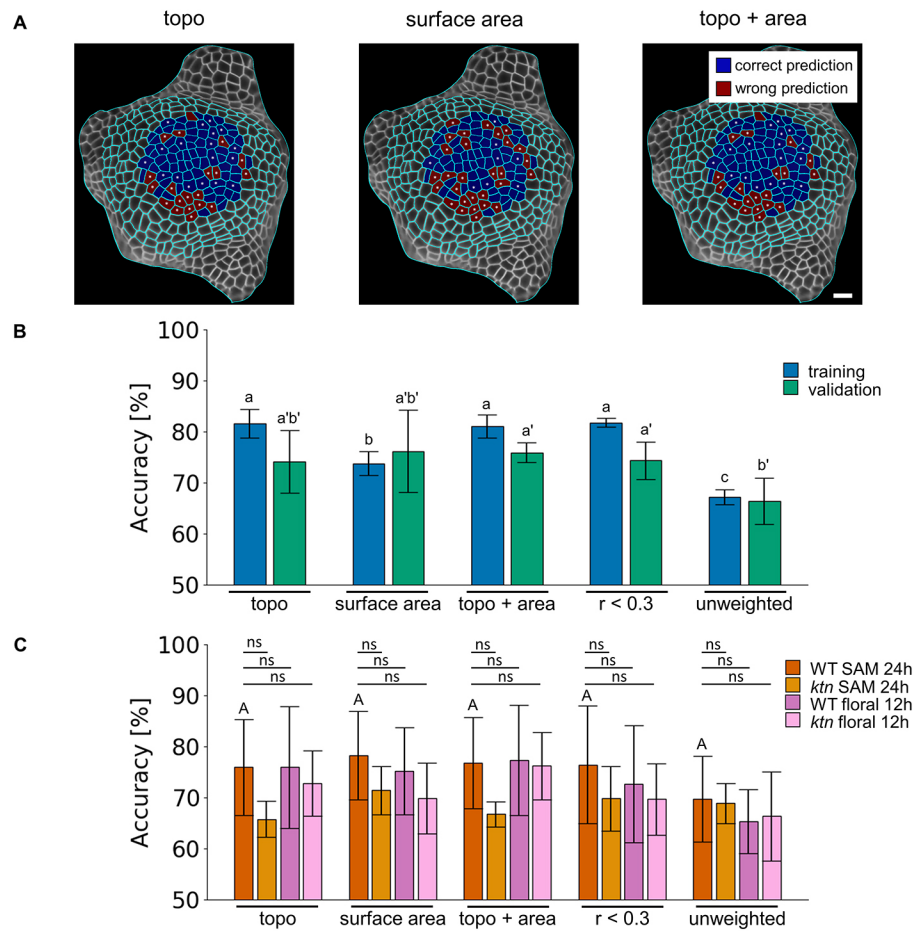 A
topo
surface area
topo + area
correct prediction
wrong prediction
B
Accuracy [%]
100
90
80
70
60
50
a
a'b'
b
a'b'
a
a'
a
a'
c
b'
training
validation
topo
surface area
topo + area
r < 0.3
unweighted
C
Accuracy [%]
100
90
80
70
60
50
ns
ns
ns
A
ns
ns
ns
A
ns
ns
ns
A
ns
ns
ns
A
ns
ns
ns
A
WT SAM 24h
ktn SAM 24h
WT floral 12h
ktn floral 12h
topo
surface area
topo + area
r < 0.3
unweighted